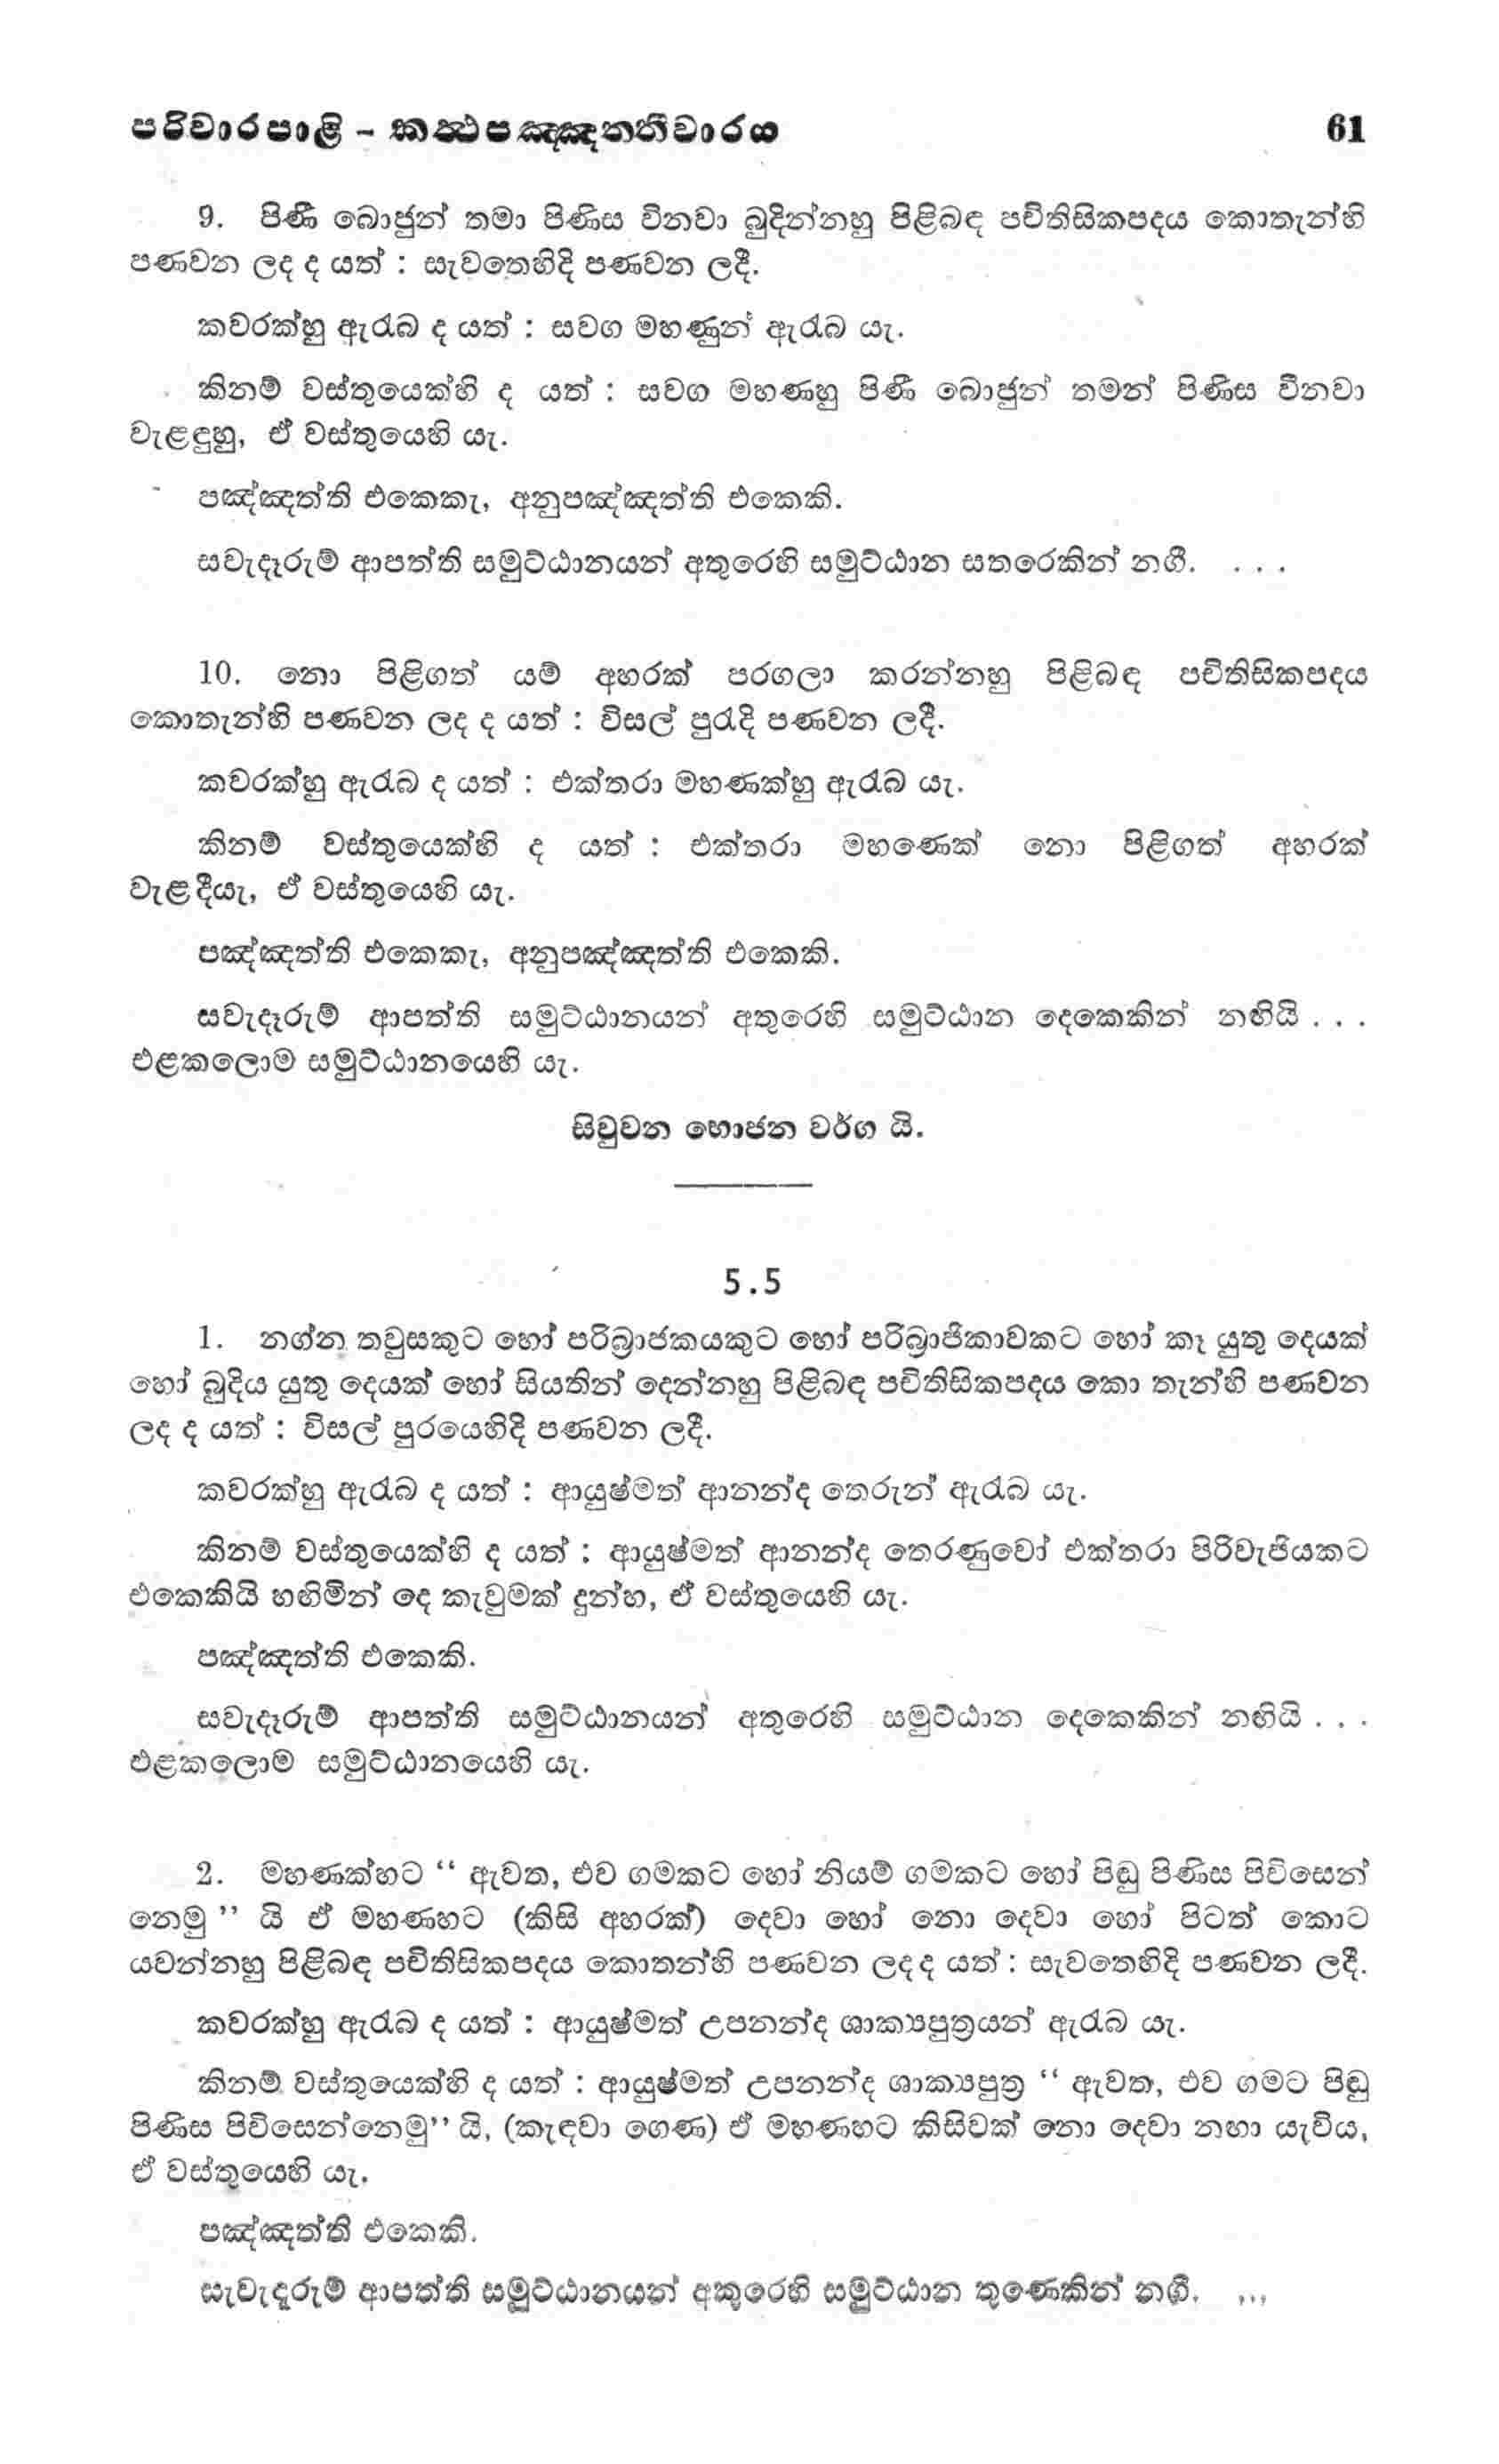 පරිවාරපාළි - කත්‍ථපඤ්ඤත්තිවාරය 61
9. පිණී බොජුන් තමා පිණිස විනවා බුදින්නහු පිළිබඳ පචිතිසිකපදය කොතැන්හි
පණවන ලද ද යත් : සැවතෙහිදි පණවන ලදී.
කවරක්හු ඇරැබ ද යත් : සවග මහණුන් ඇරැබ යැ.
කිනම් වස්තුයෙක්හි ද යත් : සවග මහණහු පිණී බොජුන් තමන් පිණිස විනවා
වැළඳුහු, ඒ වස්තුයෙහි යැ.
පඤ්ඤත්ති එකෙකැ, අනුපඤ්ඤත්ති එකෙකි.
සවැදෑරුම් ආපත්ති සමුට්ඨානයන් අතුරෙහි සමුට්ඨාන සතරෙකින් නගී. . . .
10. නො පිළිගත් යම් අහරක් පරගලා කරන්නහු පිළිබඳ පචිතිසිකපදය
කොතැන්හි පණවන ලද ද යත් : විසල් පුරැදි පණවන ලදී.
කවරක්හු ඇරැබ ද යත් : එක්තරා මහණක්හු ඇරැබ යැ.
කිනම් වස්තුයෙක්හි ද යත් : එක්තරා මහණෙක් නො පිළිගත් අහරක්
වැළදීයැ, ඒ වස්තුයෙහි යැ.
පඤ්ඤත්ති එකෙකැ, අනුපඤ්ඤත්ති එකෙකි.
සවැදෑරුම් ආපත්ති සමුට්ඨානයන් අතුරෙහි සමුට්ඨාන දෙකෙකින් නඟියි . . .
එළකලොම සමුට්ඨානයෙහි යැ.
සිවුවන භොජන වර්ග යි.
5.5
1. නග්න තවුසකුට හෝ පරිබ්‍රාජකයකුට හෝ පරිබ්‍රාජිකාවකට හෝ කෑ යුතු දෙයක්
හෝ බුදිය යුතු දෙයක් හෝ සියතින් දෙන්නහු පිළිබඳ පචිතිසිකපදය කො තැන්හි පණවන
ලද ද යත් : විසල් පුරයෙහිදි පණවන ලදී.
කවරක්හු ඇරැබ ද යත් : ආයුෂ්මත් ආනන්ද තෙරුන් ඇරැබ යැ.
කිනම් වස්තුයෙක්හි ද යත් : ආයුෂ්මත් ආනන්ද තෙරණුවෝ එක්තරා පිරිවැජියකට
එකෙකියි හඟිමින් දෙ කැවුමක් දුන්හ, ඒ වස්තුයෙහි යැ.
පඤ්ඤත්ති එකෙකි.
සවැදෑරුම් ආපත්ති සමුට්ඨානයන් අතුරෙහි සමුට්ඨාන දෙකෙකින් නඟියි . . .
එළකලොම සමුට්ඨානයෙහි යැ.
2. මහණක්හට “ ඇවත, එව ගමකට හෝ නියම් ගමකට හෝ පිඬු පිණිස පිවිසෙන්
නෙමු ” යි ඒ මහණහට (කිසි අහරක්) දෙවා හෝ නො දෙවා හෝ පිටත් කොට
යවන්නහු පිළිබඳ පචිතිසිකපදය කොතන්හි පණවන ලදද යත් : සැවතෙහිදි පණවන ලදී.
කවරක්හු ඇරැබ ද යත් : ආයුෂ්මත් උපනන්ද ශාක්‍යපුත්‍රයන් ඇරැබ යැ.
කිනම් වස්තුයෙක්හි ද යත් : ආයුෂ්මත් උපනන්ද ශාක්‍යපුත්‍ර “ ඇවත, එව ගමට පිඬු
පිණිස පිවිසෙන්නෙමු” යි, (කැඳවා ගෙණ) ඒ මහණහට කිසිවක් නො දෙවා නහා යැවිය,
ඒ වස්තුයෙහි යැ.
පඤ්ඤත්ති එකෙකි.
සැවැදූරුම් ආපත්ති සමුට්ඨානයන් අතුරෙහි සමුට්ඨාන තුණෙකින් නගී. ,,,